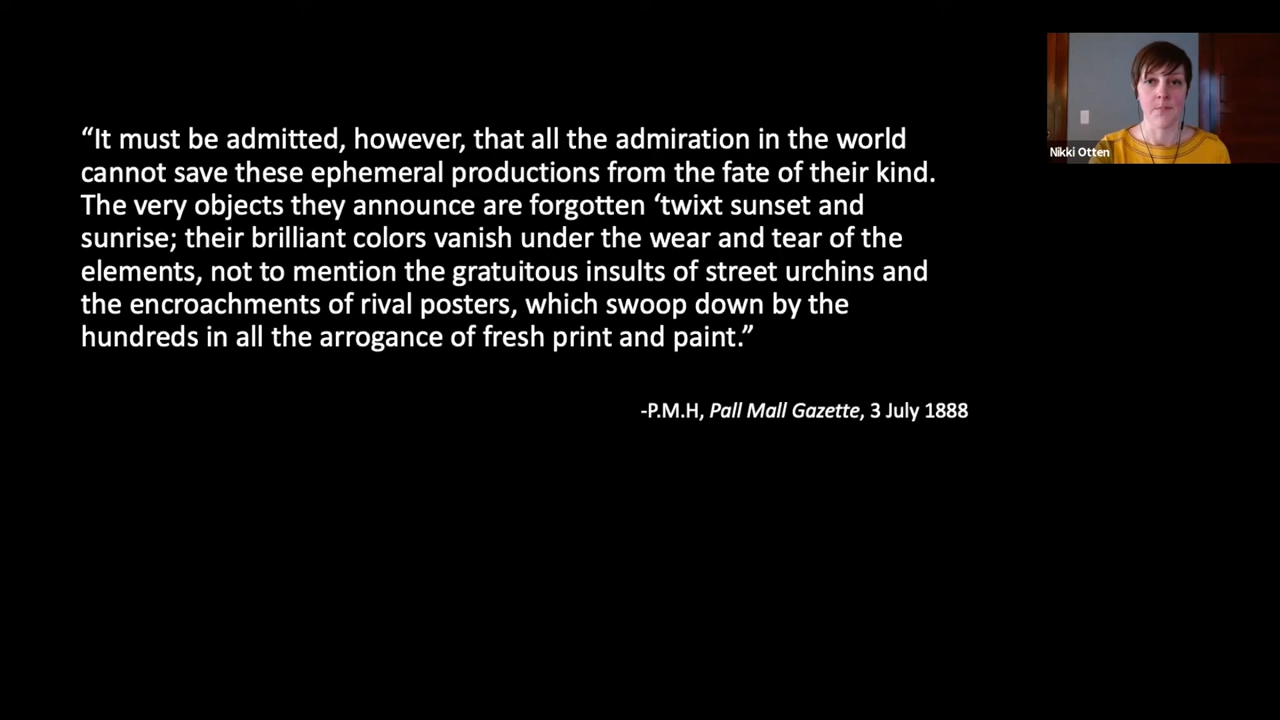 “It must be admitted, however, that all the admiration in the world
cannot save these ephemeral productions from the fate of their kind.
The very objects they announce are forgotten ‘twixt sunset and
sunrise; their brilliant colors vanish under the wear and tear of the
elements, not to mention the gratuitous insults of street urchins and
the encroachments of rival posters, which swoop down by the
hundreds in all the arrogance of fresh print and paint.”
-P.M.H, Pall Mall Gazette, 3 July 1888
Nikki Otten